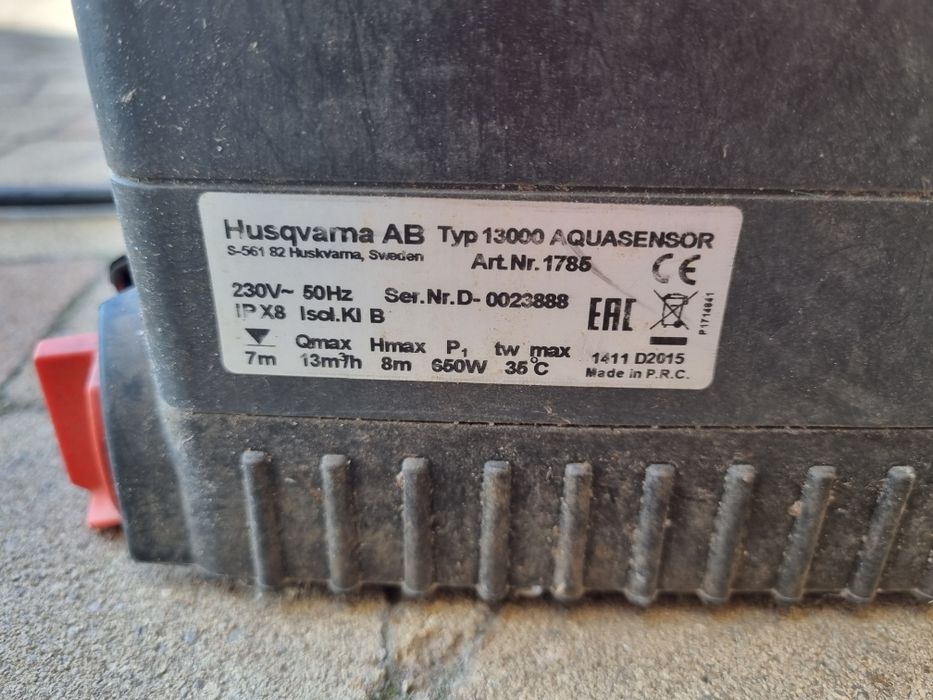 Husqvarna AB Typ 13000 AQUASENSOR
S-561 82 Huskvarna, Sweden Art.Nr. 1785
CE
230V~ 50Hz Ser.Nr.D- 0023888
IP X8 Isol.Kl B
EAC
P1714641
Qmax Hmax P₁ tw max
7m 13m³/h 8m 650W 35°C
1411 D2015
Made in P.R.C.